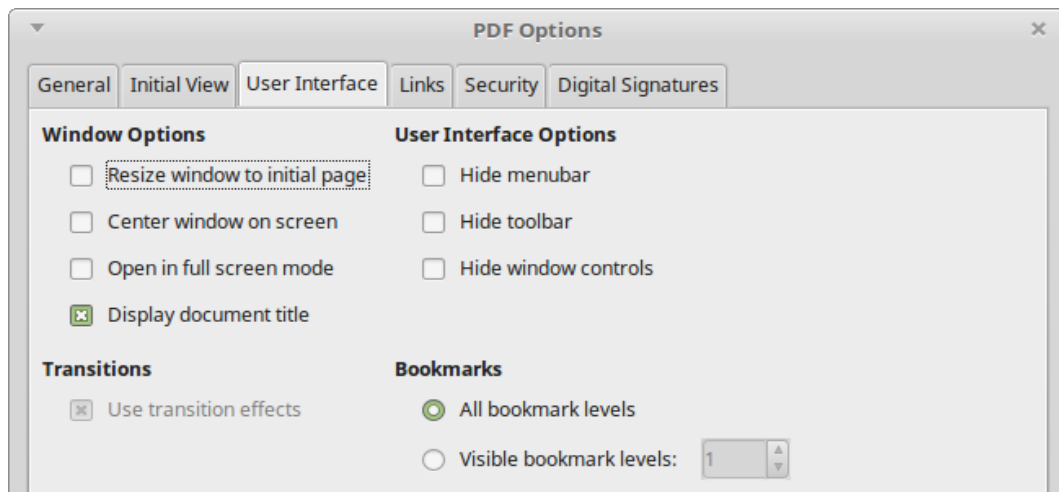 PDF Options
General Initial View User Interface Links Security Digital Signatures
Window Options
Resize window to initial page
Center window on screen
Open in full screen mode
Display document title
User Interface Options
Hide menubar
Hide toolbar
Hide window controls
Transitions
Use transition effects
Bookmarks
All bookmark levels
Visible bookmark levels: 1